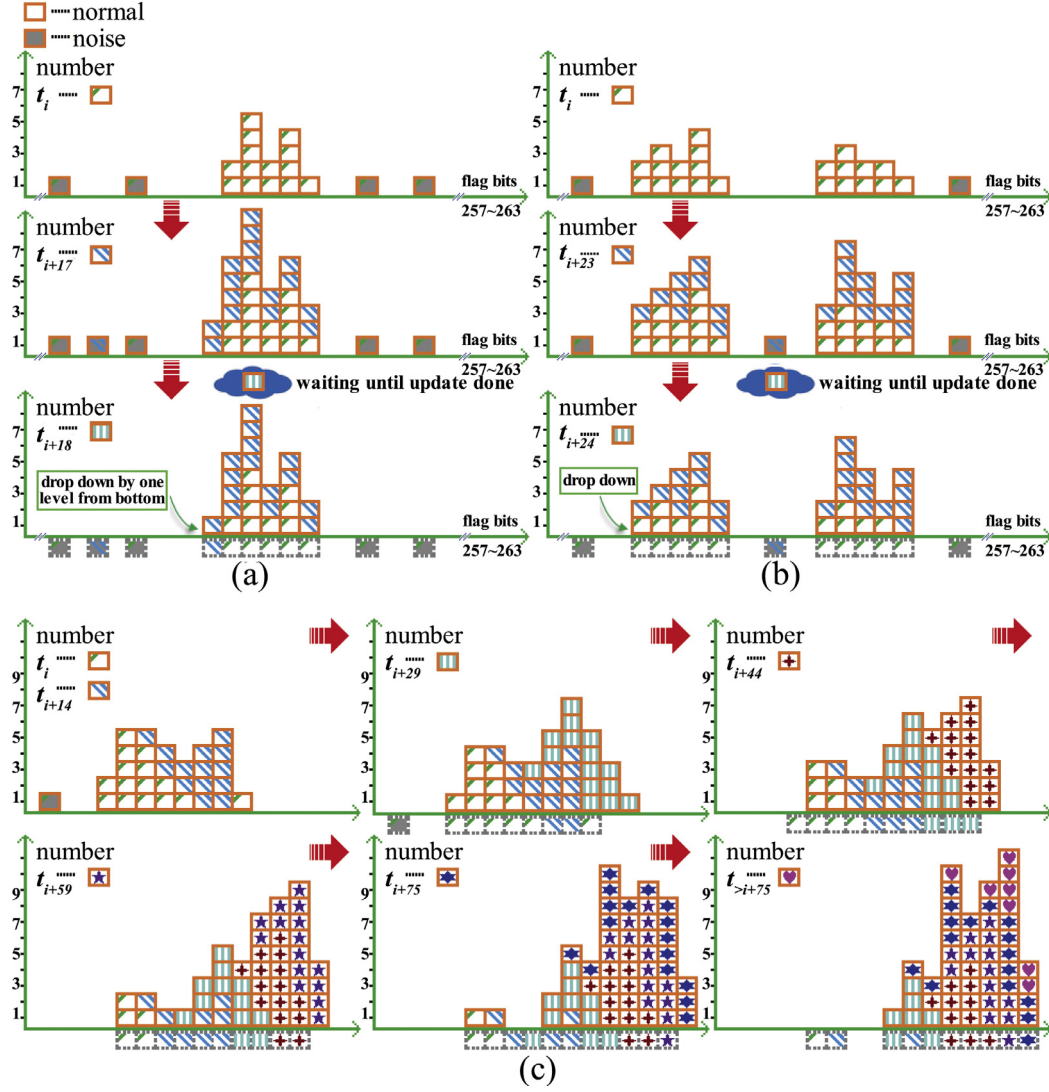 normal
noise
number
t_i
7
5
3
1
flag bits
257~263
number
t_i
7
5
3
1
flag bits
257~263
number
t_{i+17}
7
5
3
1
flag bits
257~263
number
t_{i+23}
7
5
3
1
flag bits
257~263
waiting until update done
waiting until update done
number
t_{i+18}
7
5
3
1
drop down by one
level from bottom
flag bits
257~263
number
t_{i+24}
7
5
3
1
drop down
flag bits
257~263
(a)
(b)
number
t_i
t_{i+14}
9
7
5
3
1
number
t_{i+29}
9
7
5
3
1
number
t_{i+44}
9
7
5
3
1
number
t_{i+59}
9
7
5
3
1
number
t_{i+75}
9
7
5
3
1
number
t_{>i+75}
9
7
5
3
1
(c)